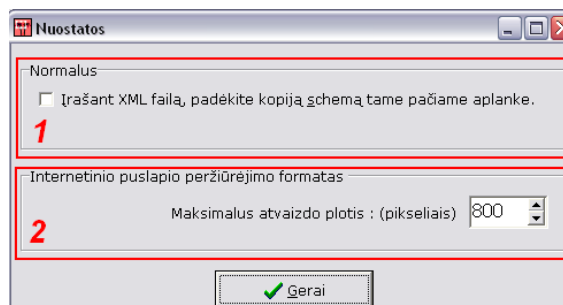 Nuostatos
Normalus
Įrašant XML failą, padėkite kopiją schemą tame pačiame aplanke.
1
Internetinio puslapio peržiūrėjimo formatas
Maksimalus atvaizdo plotis : (pikseliais) 800
2
Gerai